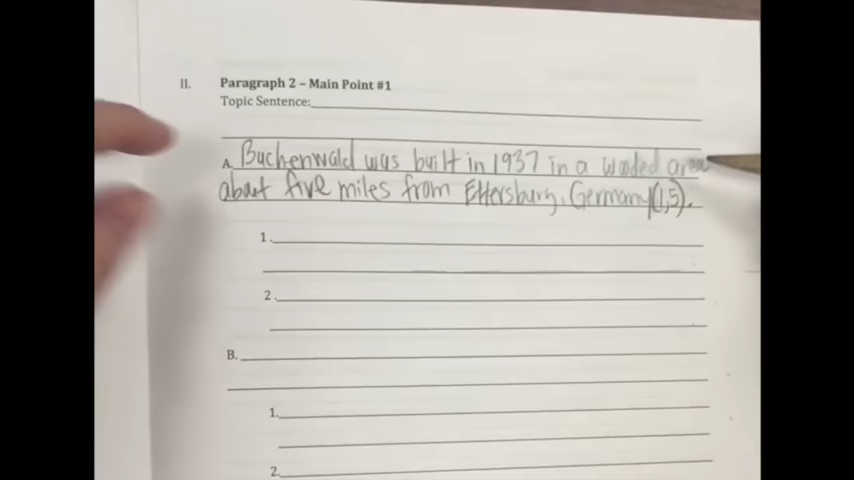 II. Paragraph 2 – Main Point #1
Topic Sentence:
A. Buchenwald was built in 1937 in a wooded area
about five miles from Ettersburg, Germany (1,5).
1.
2.
B.
1.
2.